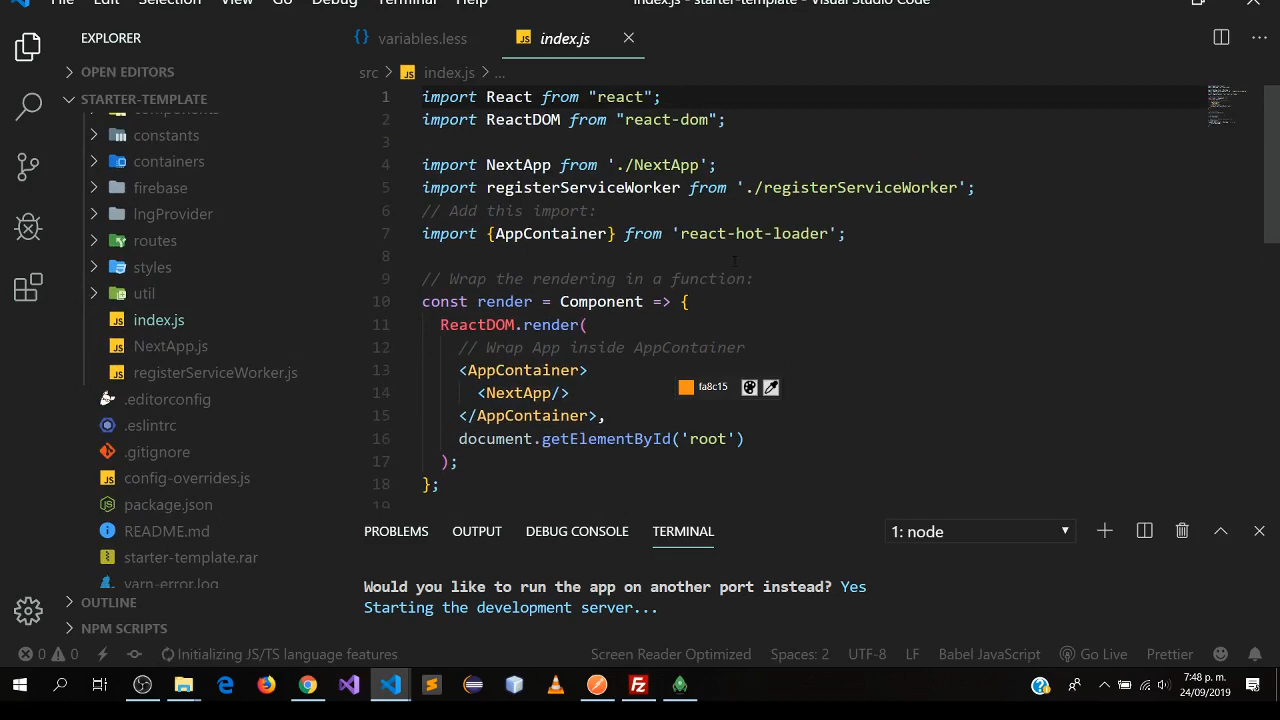 File Edit Selection View Go Debug Terminal Help
index.js - starter-template - Visual Studio Code
EXPLORER
variables.less
index.js
OPEN EDITORS
src > index.js > ...
STARTER-TEMPLATE
components
constants
containers
firebase
lngProvider
routes
styles
util
index.js
NextApp.js
registerServiceWorker.js
.editorconfig
.eslintrc
.gitignore
config-overrides.js
package.json
README.md
starter-template.rar
yarn-error.log
OUTLINE
NPM SCRIPTS
1 import React from "react";
2 import ReactDOM from "react-dom";
3
4 import NextApp from './NextApp';
5 import registerServiceWorker from './registerServiceWorker';
6 // Add this import:
7 import {AppContainer} from 'react-hot-loader';
8
9 // Wrap the rendering in a function:
10 const render = Component => {
11 ReactDOM.render(
12 // Wrap App inside AppContainer
13 <AppContainer>
14 <NextApp/>
15 </AppContainer>,
16 document.getElementById('root')
17 );
18 };
19
fa8c15
PROBLEMS OUTPUT DEBUG CONSOLE TERMINAL
1: node
Would you like to run the app on another port instead? Yes
Starting the development server...
0 0 Initializing JS/TS language features
Screen Reader Optimized Spaces: 2 UTF-8 LF Babel JavaScript Go Live Prettier
7:48 p. m.
24/09/2019